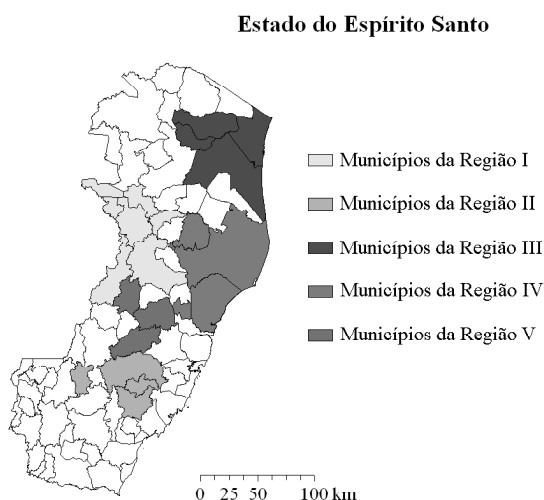 Estado do Espírito Santo
Municípios da Região I
Municípios da Região II
Municípios da Região III
Municípios da Região IV
Municípios da Região V
0 25 50 100 km